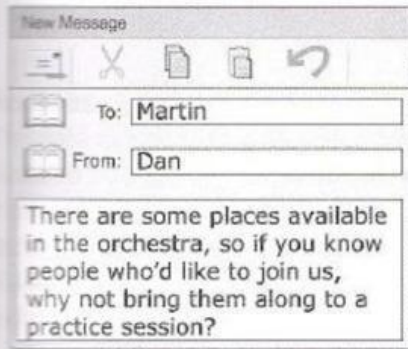 New Message
To: Martin
From: Dan
There are some places available
in the orchestra, so if you know
people who'd like to join us,
why not bring them along to a
practice session?